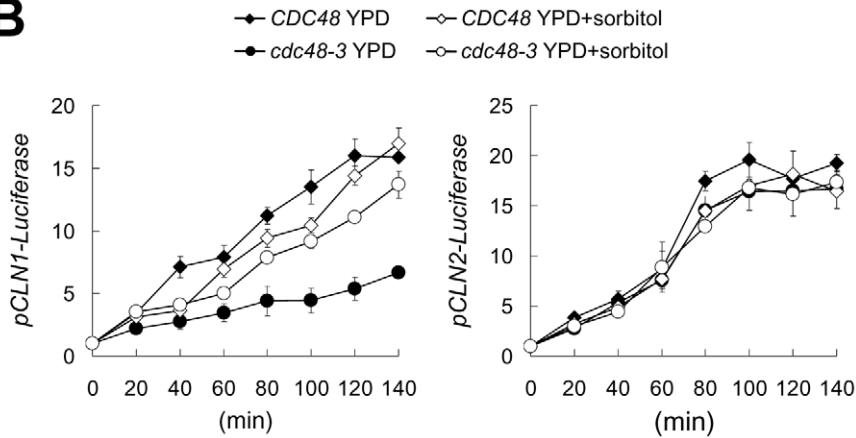 B
CDC48 YPD CDC48 YPD+sorbitol
cdc48-3 YPD cdc48-3 YPD+sorbitol
pCLN1-Luciferase
20
15
10
5
0
0 20 40 60 80 100 120 140
(min)
pCLN2-Luciferase
25
20
15
10
5
0
0 20 40 60 80 100 120 140
(min)